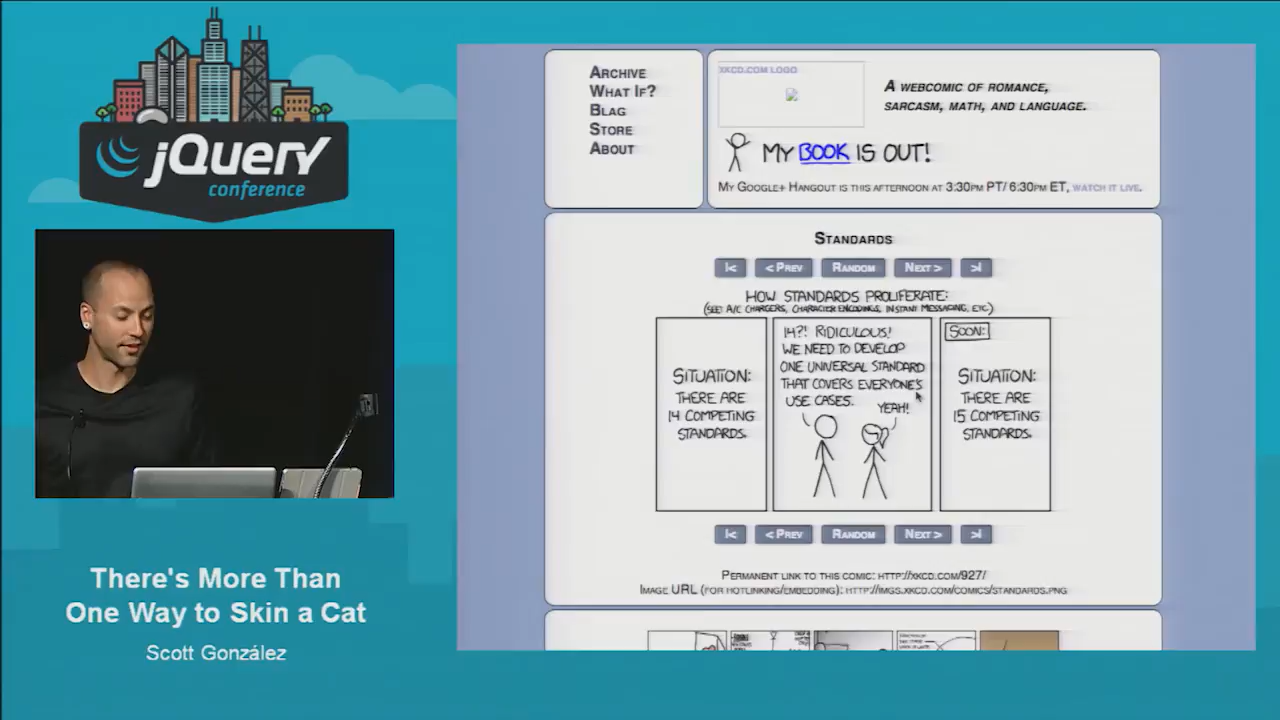 jQuery
conference
There's More Than
One Way to Skin a Cat
Scott González
ARCHIVE
WHAT IF?
BLAG
STORE
ABOUT
XKCD.COM LOGO
A WEBCOMIC OF ROMANCE,
SARCASM, MATH, AND LANGUAGE.
MY BOOK IS OUT!
MY GOOGLE+ HANGOUT IS THIS AFTERNOON AT 3:30PM PT/ 6:30PM ET, WATCH IT LIVE.
STANDARDS
|< < PREV RANDOM NEXT > >|
HOW STANDARDS PROLIFERATE:
(SEE: A/C CHARGERS, CHARACTER ENCODINGS, INSTANT MESSAGING, ETC.)
SITUATION:
THERE ARE
14 COMPETING
STANDARDS.
14?! RIDICULOUS!
WE NEED TO DEVELOP
ONE UNIVERSAL STANDARD
THAT COVERS EVERYONE'S
USE CASES.
YEAH!
SOON:
SITUATION:
THERE ARE
15 COMPETING
STANDARDS.
|< < PREV RANDOM NEXT > >|
PERMANENT LINK TO THIS COMIC: HTTP://XKCD.COM/927/
IMAGE URL (FOR HOTLINKING/EMBEDDING): HTTP://IMGS.XKCD.COM/COMICS/STANDARDS.PNG